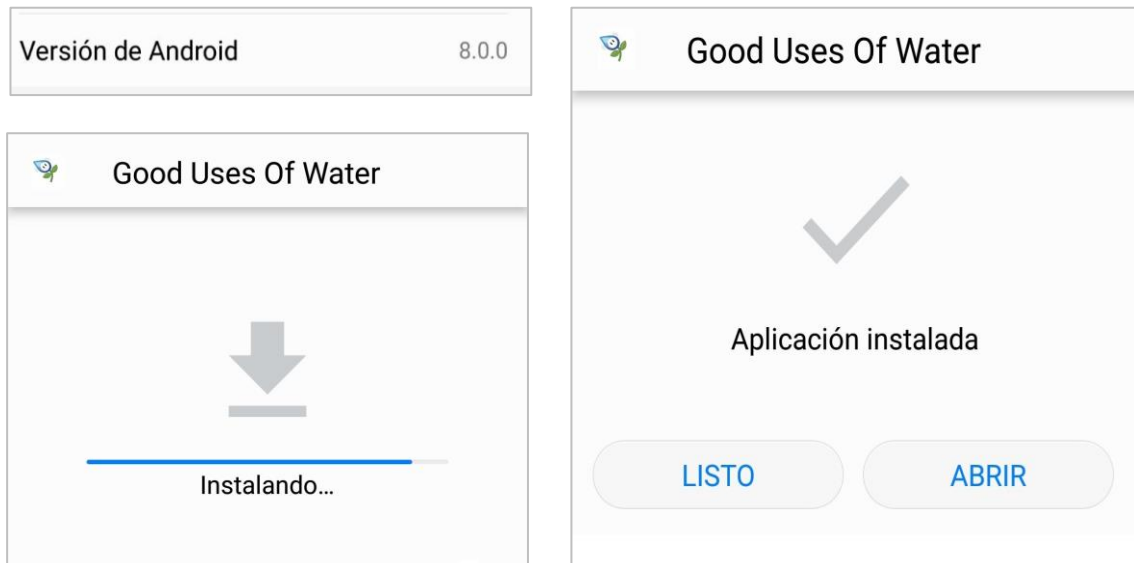 Versión de Android 8.0.0
Good Uses Of Water
Instalando...
Good Uses Of Water
Aplicación instalada
LISTO ABRIR